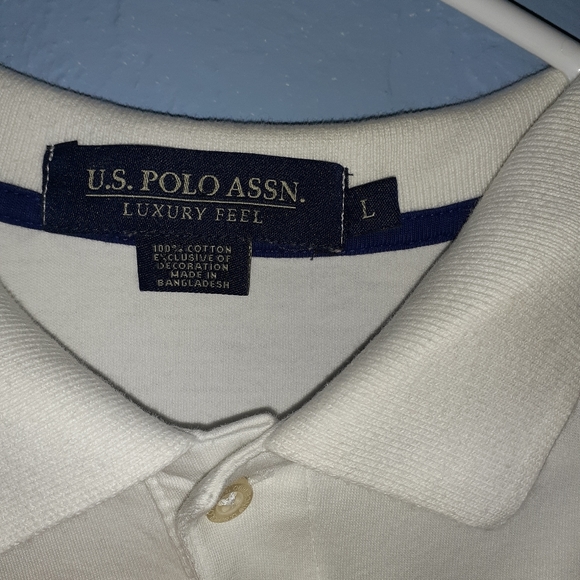 U.S. POLO ASSN.
LUXURY FEEL
L
100% COTTON
EXCLUSIVE OF
DECORATION
MADE IN
BANGLADESH